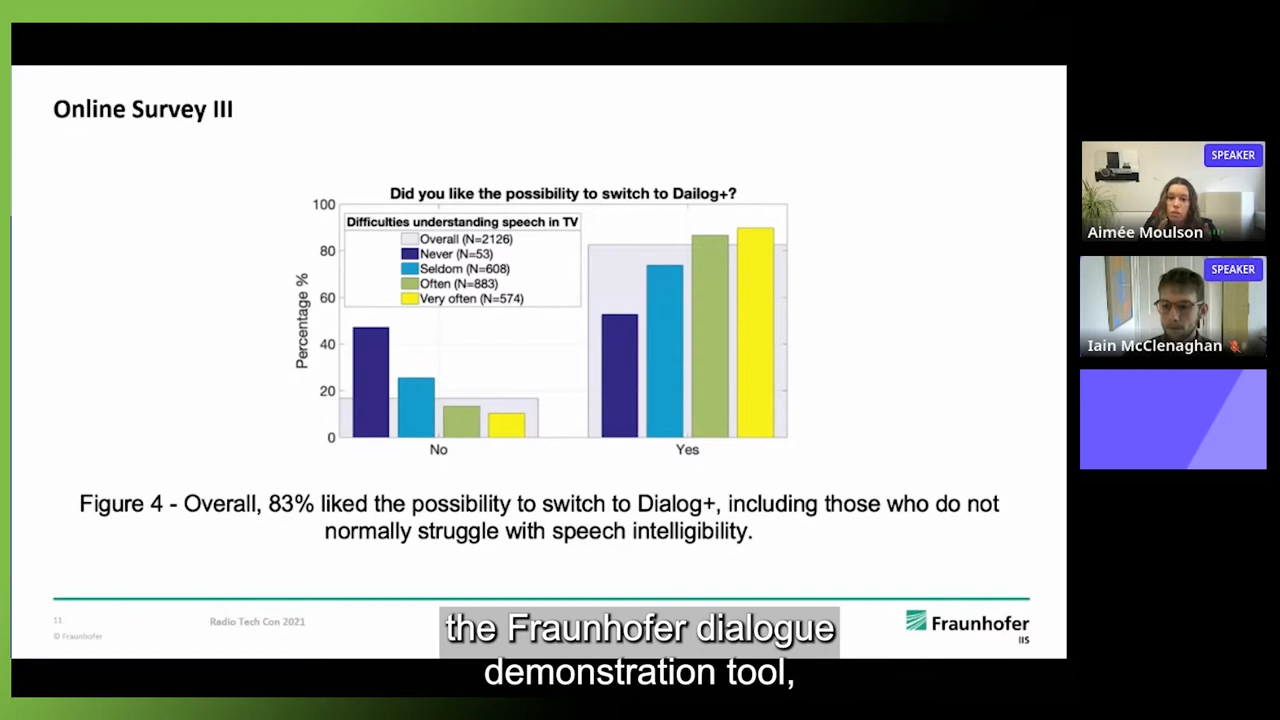 Online Survey III
Did you like the possibility to switch to Dailog+?
Difficulties understanding speech in TV
Overall (N=2126)
Never (N=53)
Seldom (N=608)
Often (N=883)
Very often (N=574)
Percentage %
100
80
60
40
20
0
No
Yes
Figure 4 - Overall, 83% liked the possibility to switch to Dialog+, including those who do not
normally struggle with speech intelligibility.
11
© Fraunhofer
Radio Tech Con 2021
Fraunhofer
IIS
the Fraunhofer dialogue
demonstration tool,
SPEAKER
Aimée Moulson
SPEAKER
Iain McClenaghan